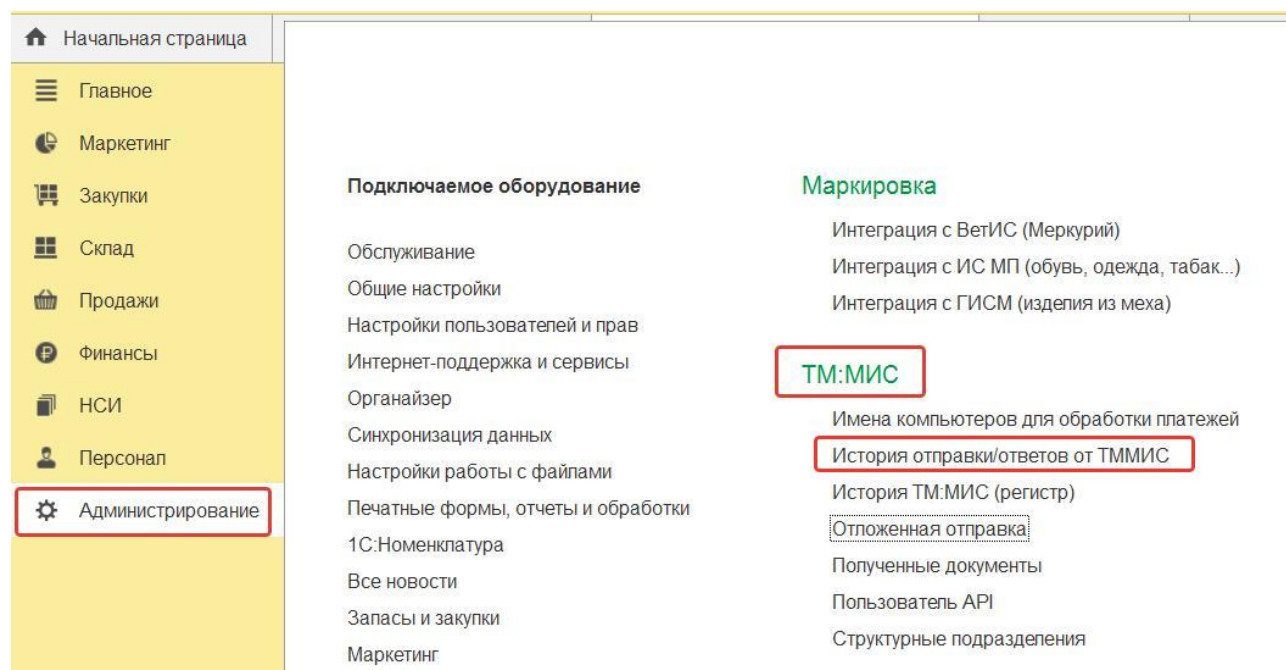 Начальная страница
Главное
Маркетинг
Закупки
Склад
Продажи
Финансы
НСИ
Персонал
Администрирование
Подключаемое оборудование
Обслуживание
Общие настройки
Настройки пользователей и прав
Интернет-поддержка и сервисы
Органайзер
Синхронизация данных
Настройки работы с файлами
Печатные формы, отчеты и обработки
1С:Номенклатура
Все новости
Запасы и закупки
Маркетинг
Маркировка
Интеграция с ВетИС (Меркурий)
Интеграция с ИС МП (обувь, одежда, табак...)
Интеграция с ГИСМ (изделия из меха)
ТМ:МИС
Имена компьютеров для обработки платежей
История отправки/ответов от ТММИС
История ТМ:МИС (регистр)
Отложенная отправка
Полученные документы
Пользователь API
Структурные подразделения